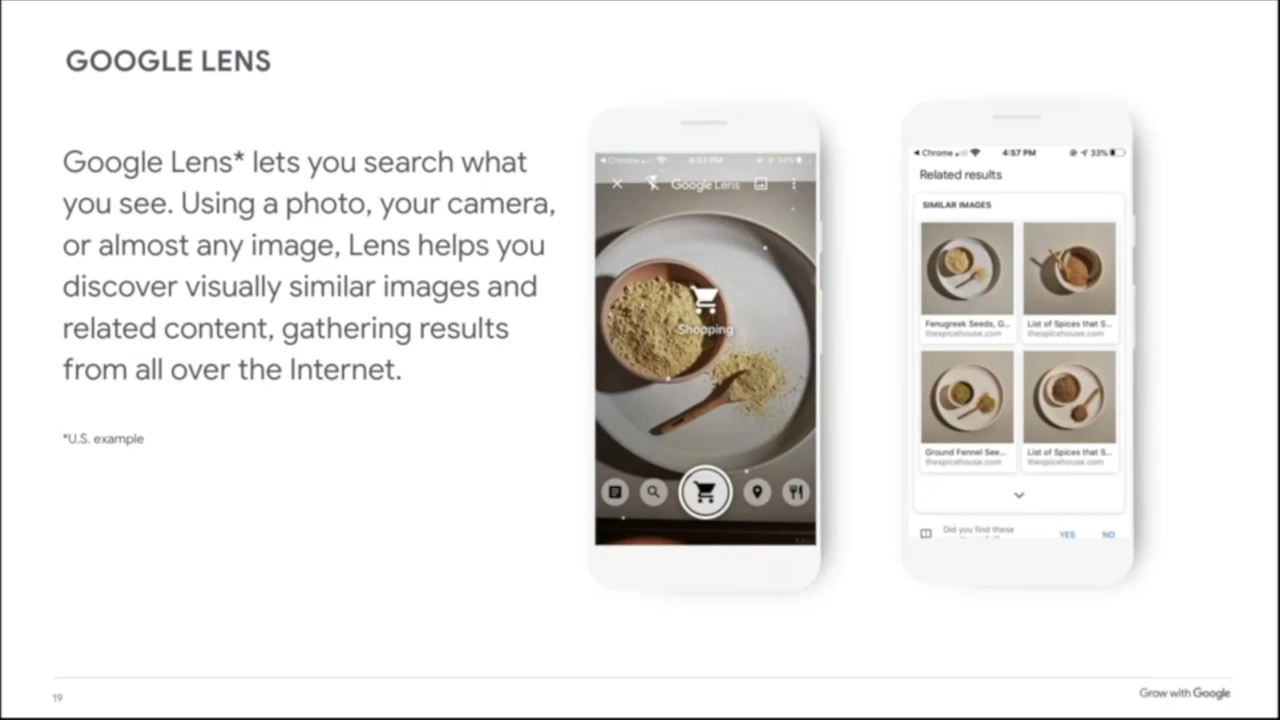 GOOGLE LENS
Google Lens* lets you search what
you see. Using a photo, your camera,
or almost any image, Lens helps you
discover visually similar images and
related content, gathering results
from all over the Internet.
*U.S. example
Chrome 4:57 PM
Google Lens
Shopping
Chrome 4:57 PM 33%
Related results
SIMILAR IMAGES
Fenugreek Seeds, G... List of Spices that S...
thespicehouse.com thespicehouse.com
Ground Fennel See... List of Spices that S...
thespicehouse.com thespicehouse.com
Did you find these
YES NO
19
Grow with Google